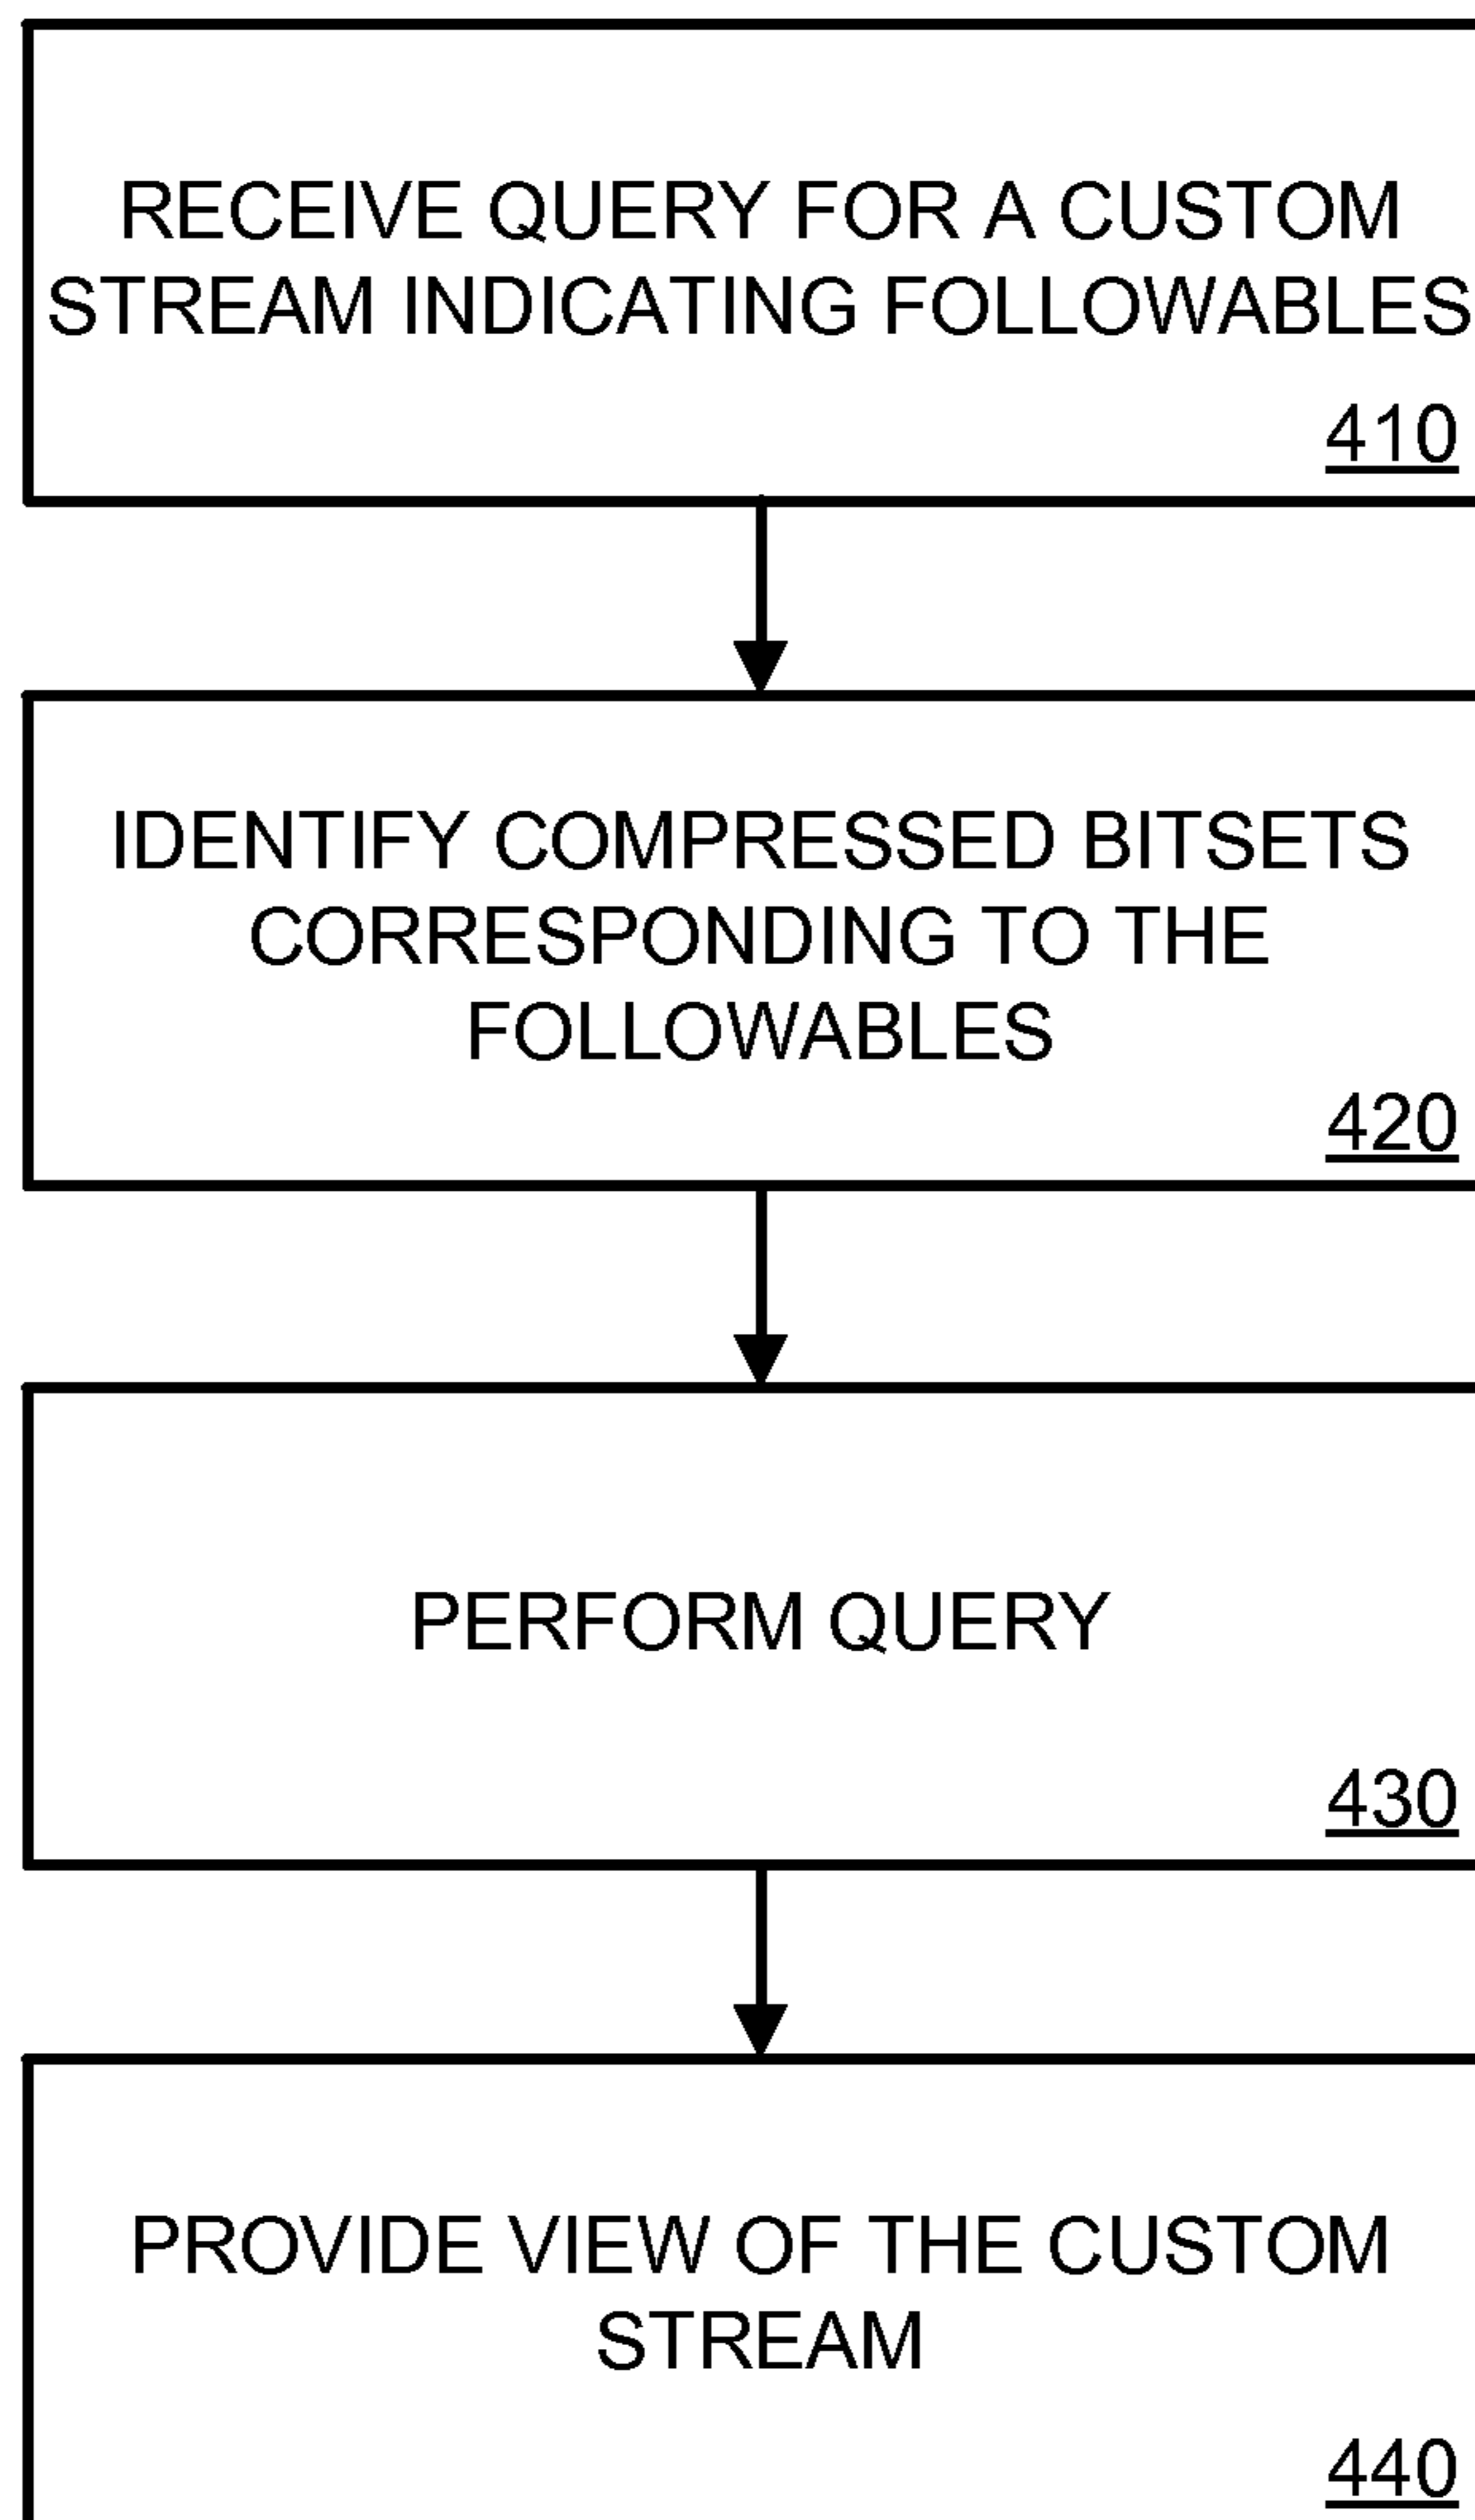 RECEIVE QUERY FOR A CUSTOM
STREAM INDICATING FOLLOWABLES
410
IDENTIFY COMPRESSED BITSETS
CORRESPONDING TO THE
FOLLOWABLES
420
PERFORM QUERY
430
PROVIDE VIEW OF THE CUSTOM
STREAM
440